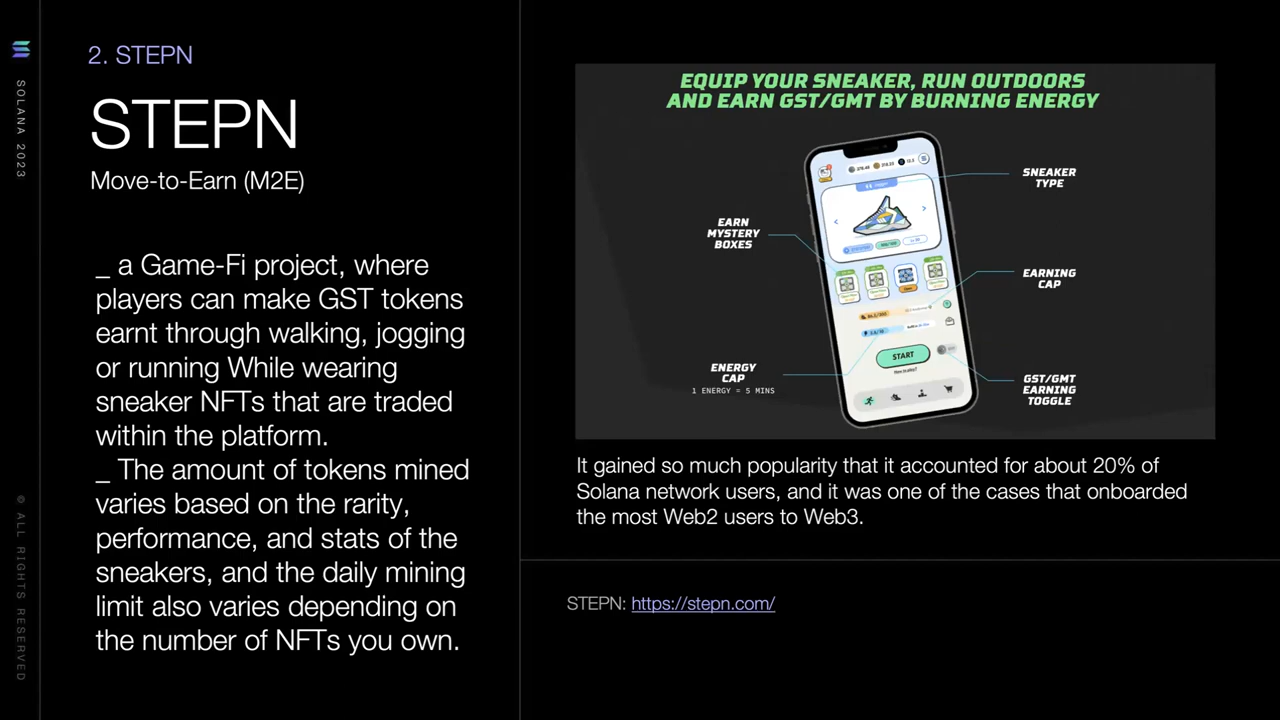 SOLANA 2023
© ALL RIGHTS RESERVED
2. STEPN
STEPN
Move-to-Earn (M2E)
_ a Game-Fi project, where
players can make GST tokens
earnt through walking, jogging
or running While wearing
sneaker NFTs that are traded
within the platform.
_ The amount of tokens mined
varies based on the rarity,
performance, and stats of the
sneakers, and the daily mining
limit also varies depending on
the number of NFTs you own.
EQUIP YOUR SNEAKER, RUN OUTDOORS
AND EARN GST/GMT BY BURNING ENERGY
SNEAKER
TYPE
EARN
MYSTERY
BOXES
EARNING
CAP
ENERGY
CAP
1 ENERGY = 5 MINS
START
GST/GMT
EARNING
TOGGLE
It gained so much popularity that it accounted for about 20% of
Solana network users, and it was one of the cases that onboarded
the most Web2 users to Web3.
STEPN: https://stepn.com/